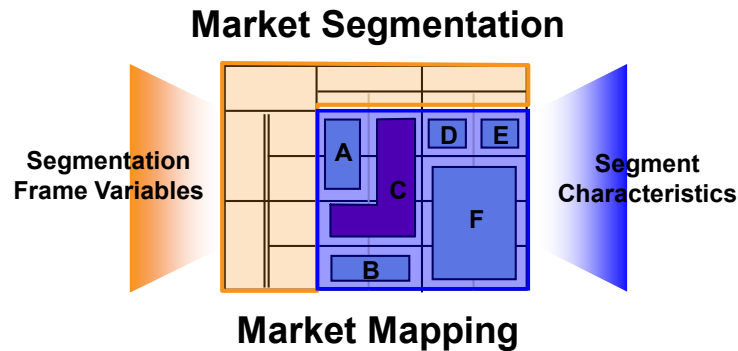 Market Segmentation
Segmentation
Frame Variables
A
C
D
E
F
B
Segment
Characteristics
Market Mapping